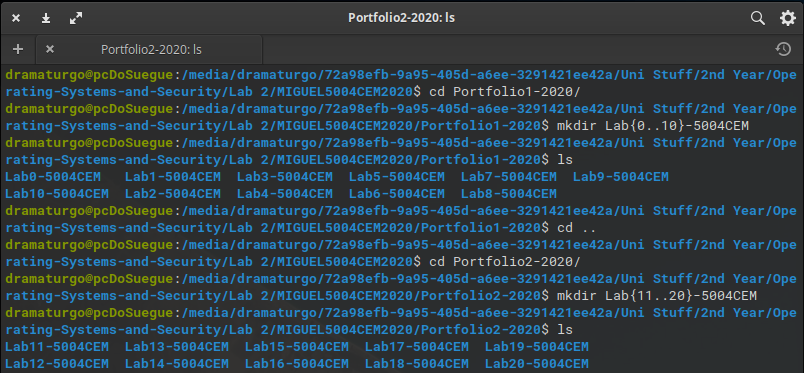 Portfolio2-2020: ls
Portfolio2-2020: ls
dramaturgo@pcDoSuegue:/media/dramaturgo/72a98efb-9a95-405d-a6ee-3291421ee42a/Uni Stuff/2nd Year/Ope
rating-Systems-and-Security/Lab 2/MIGUEL5004CEM2020$ cd Portfolio1-2020/
dramaturgo@pcDoSuegue:/media/dramaturgo/72a98efb-9a95-405d-a6ee-3291421ee42a/Uni Stuff/2nd Year/Ope
rating-Systems-and-Security/Lab 2/MIGUEL5004CEM2020/Portfolio1-2020$ mkdir Lab{0..10}-5004CEM
dramaturgo@pcDoSuegue:/media/dramaturgo/72a98efb-9a95-405d-a6ee-3291421ee42a/Uni Stuff/2nd Year/Ope
rating-Systems-and-Security/Lab 2/MIGUEL5004CEM2020/Portfolio1-2020$ ls
Lab0-5004CEM   Lab1-5004CEM  Lab3-5004CEM  Lab5-5004CEM  Lab7-5004CEM  Lab9-5004CEM
Lab10-5004CEM  Lab2-5004CEM  Lab4-5004CEM  Lab6-5004CEM  Lab8-5004CEM
dramaturgo@pcDoSuegue:/media/dramaturgo/72a98efb-9a95-405d-a6ee-3291421ee42a/Uni Stuff/2nd Year/Ope
rating-Systems-and-Security/Lab 2/MIGUEL5004CEM2020/Portfolio1-2020$ cd ..
dramaturgo@pcDoSuegue:/media/dramaturgo/72a98efb-9a95-405d-a6ee-3291421ee42a/Uni Stuff/2nd Year/Ope
rating-Systems-and-Security/Lab 2/MIGUEL5004CEM2020$ cd Portfolio2-2020/
dramaturgo@pcDoSuegue:/media/dramaturgo/72a98efb-9a95-405d-a6ee-3291421ee42a/Uni Stuff/2nd Year/Ope
rating-Systems-and-Security/Lab 2/MIGUEL5004CEM2020/Portfolio2-2020$ mkdir Lab{11..20}-5004CEM
dramaturgo@pcDoSuegue:/media/dramaturgo/72a98efb-9a95-405d-a6ee-3291421ee42a/Uni Stuff/2nd Year/Ope
rating-Systems-and-Security/Lab 2/MIGUEL5004CEM2020/Portfolio2-2020$ ls
Lab11-5004CEM  Lab13-5004CEM  Lab15-5004CEM  Lab17-5004CEM  Lab19-5004CEM
Lab12-5004CEM  Lab14-5004CEM  Lab16-5004CEM  Lab18-5004CEM  Lab20-5004CEM